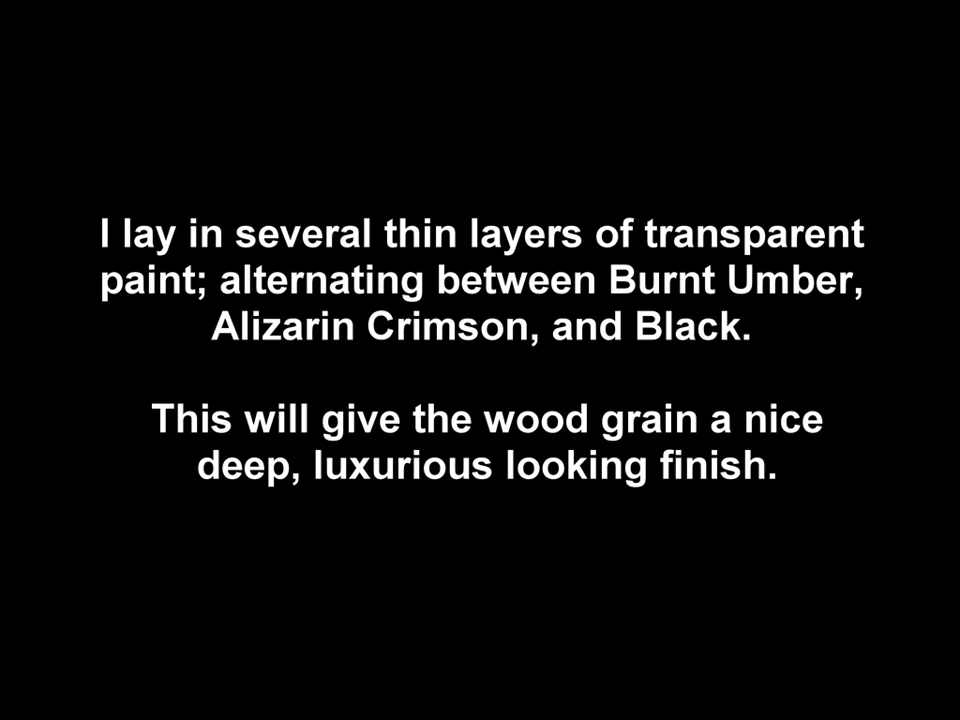 I lay in several thin layers of transparent
paint; alternating between Burnt Umber,
Alizarin Crimson, and Black.
This will give the wood grain a nice
deep, luxurious looking finish.